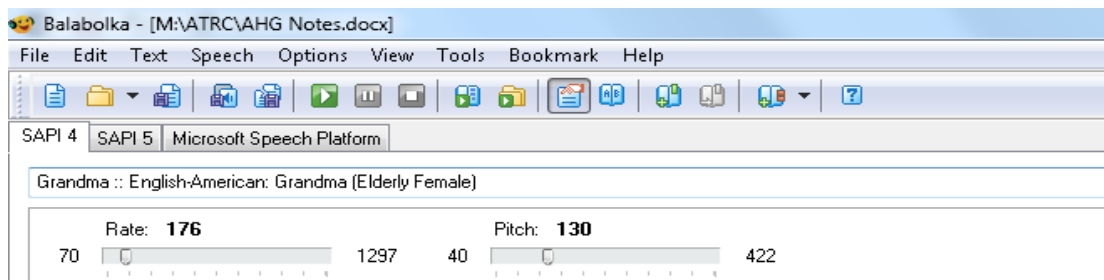 Balabolka - [M:\ATRC\AHG Notes.docx]
File Edit Text Speech Options View Tools Bookmark Help
SAPI 4 SAPI 5 Microsoft Speech Platform
Grandma :: English-American: Grandma (Elderly Female)
Rate: 176 Pitch: 130
70 1297 40 422